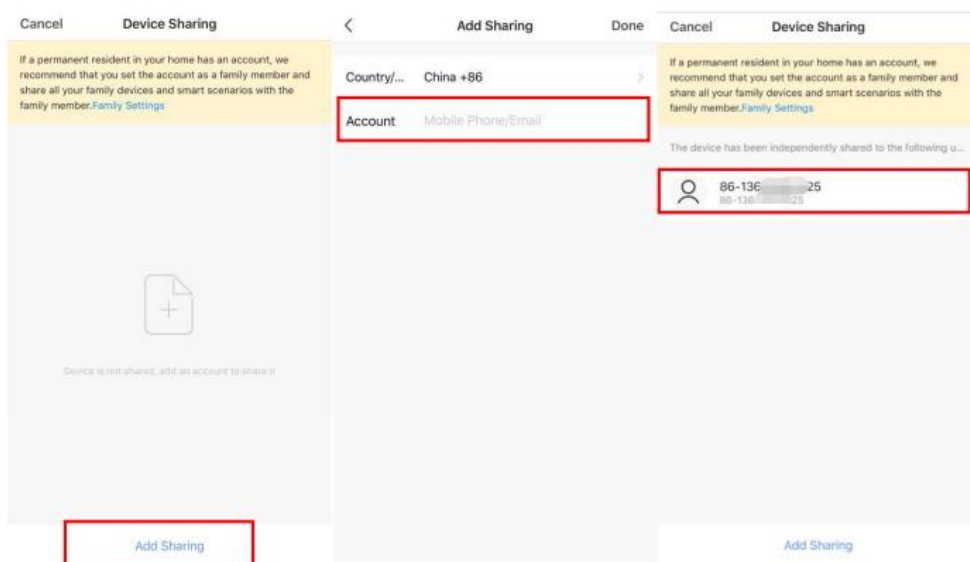 Cancel Device Sharing
If a permanent resident in your home has an account, we
recommend that you set the account as a family member and
share all your family devices and smart scenarios with the
family member.Family Settings
Device is not shared, add an account to share it
Add Sharing
Add Sharing Done
Country/... China +86
Account Mobile Phone/Email
Cancel Device Sharing
If a permanent resident in your home has an account, we
recommend that you set the account as a family member and
share all your family devices and smart scenarios with the
family member.Family Settings
The device has been independently shared to the following u...
86-136 25
86-136 25
Add Sharing